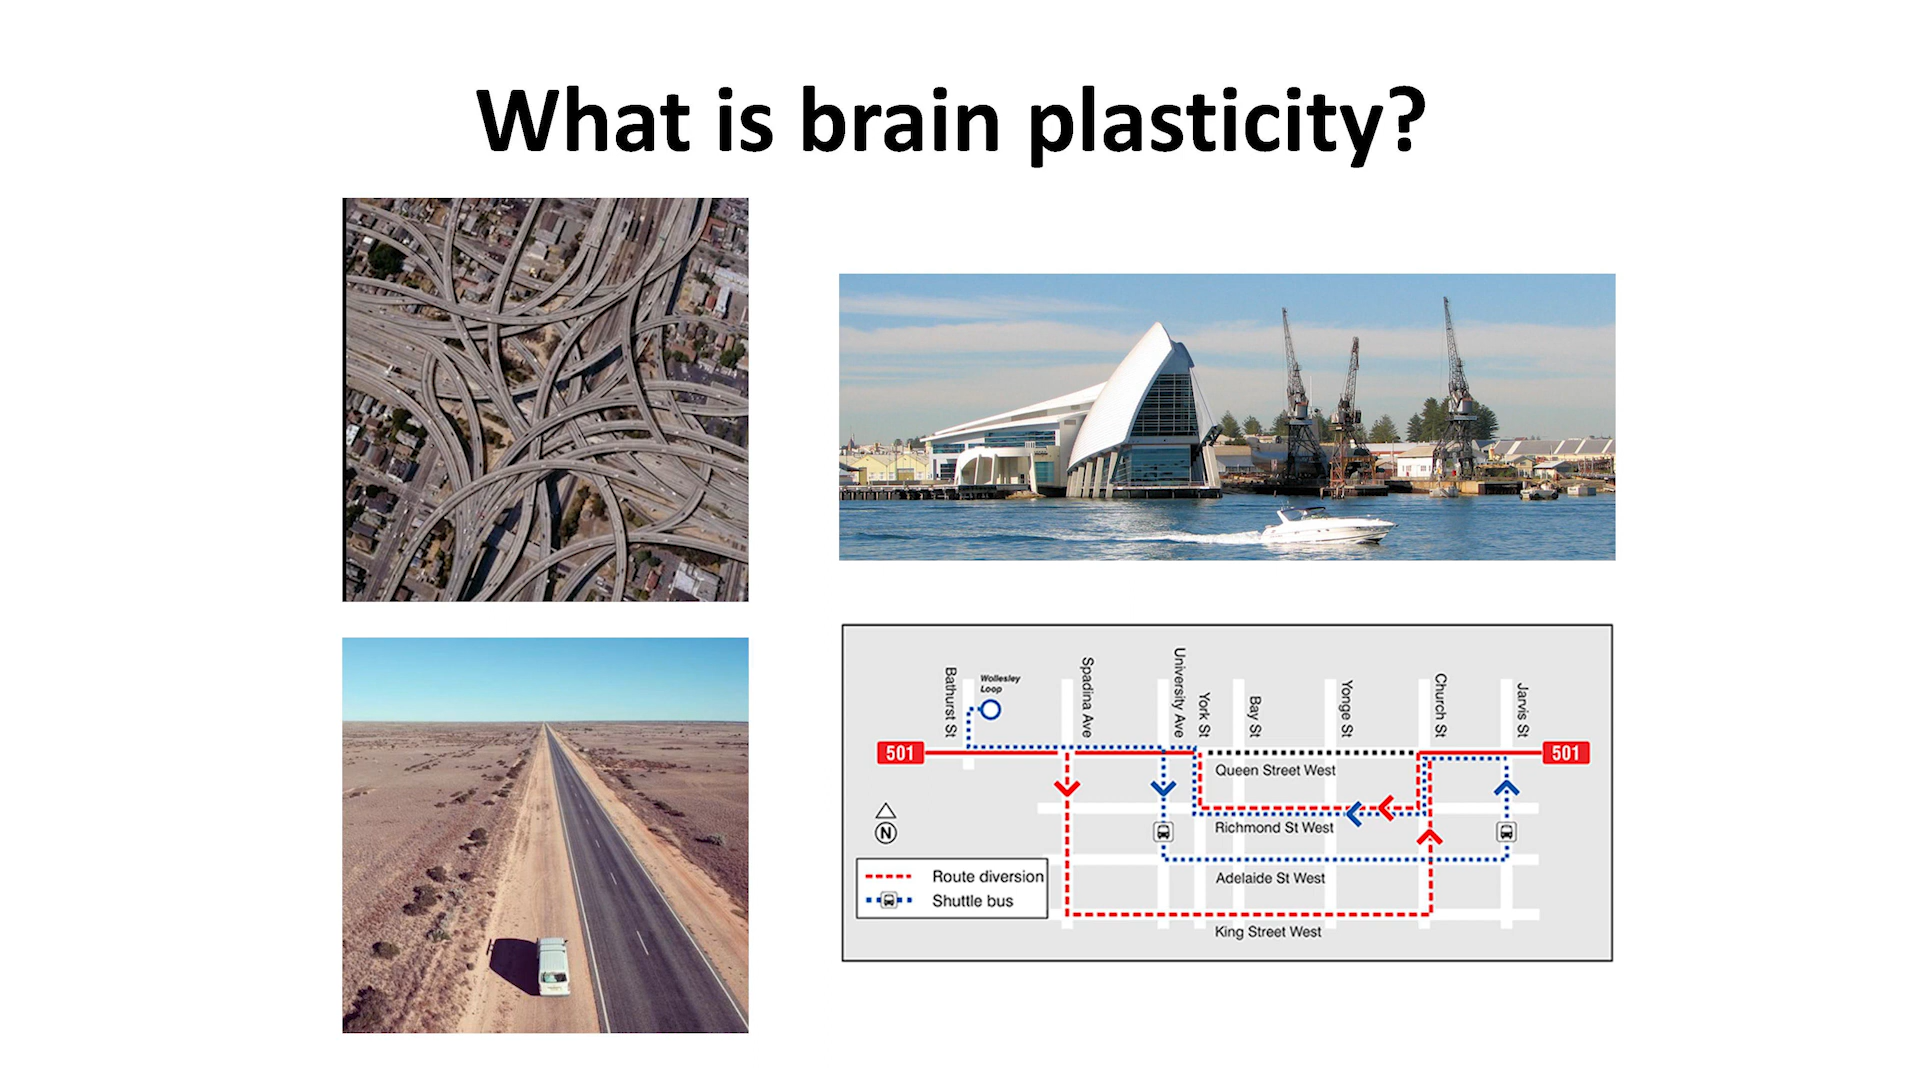 What is brain plasticity?
Bathurst St
Wollesley
Loop
Spadina Ave
University Ave
York St
Bay St
Yonge St
Church St
Jarvis St
501
501
Queen Street West
Richmond St West
N
Route diversion
Shuttle bus
Adelaide St West
King Street West